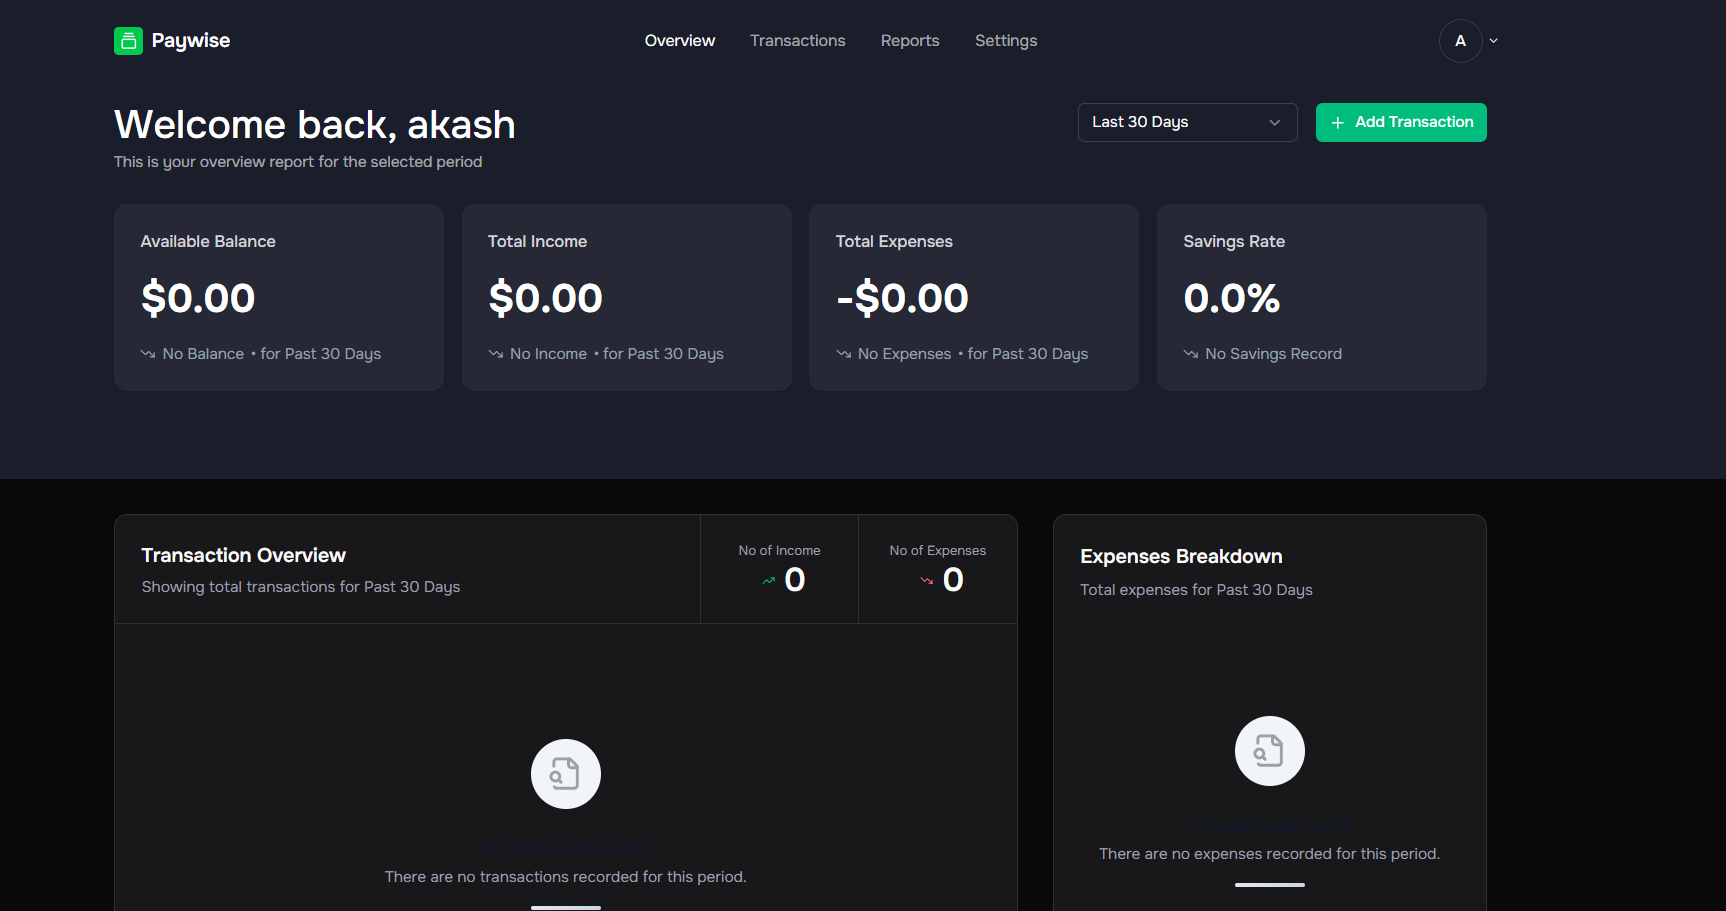 Paywise
Overview
Transactions
Reports
Settings
A
Welcome back, akash
This is your overview report for the selected period
Last 30 Days
+ Add Transaction
Available Balance
$0.00
No Balance • for Past 30 Days
Total Income
$0.00
No Income • for Past 30 Days
Total Expenses
-$0.00
No Expenses • for Past 30 Days
Savings Rate
0.0%
No Savings Record
Transaction Overview
Showing total transactions for Past 30 Days
No of Income
0
No of Expenses
0
There are no transactions recorded for this period.
Expenses Breakdown
Total expenses for Past 30 Days
There are no expenses recorded for this period.